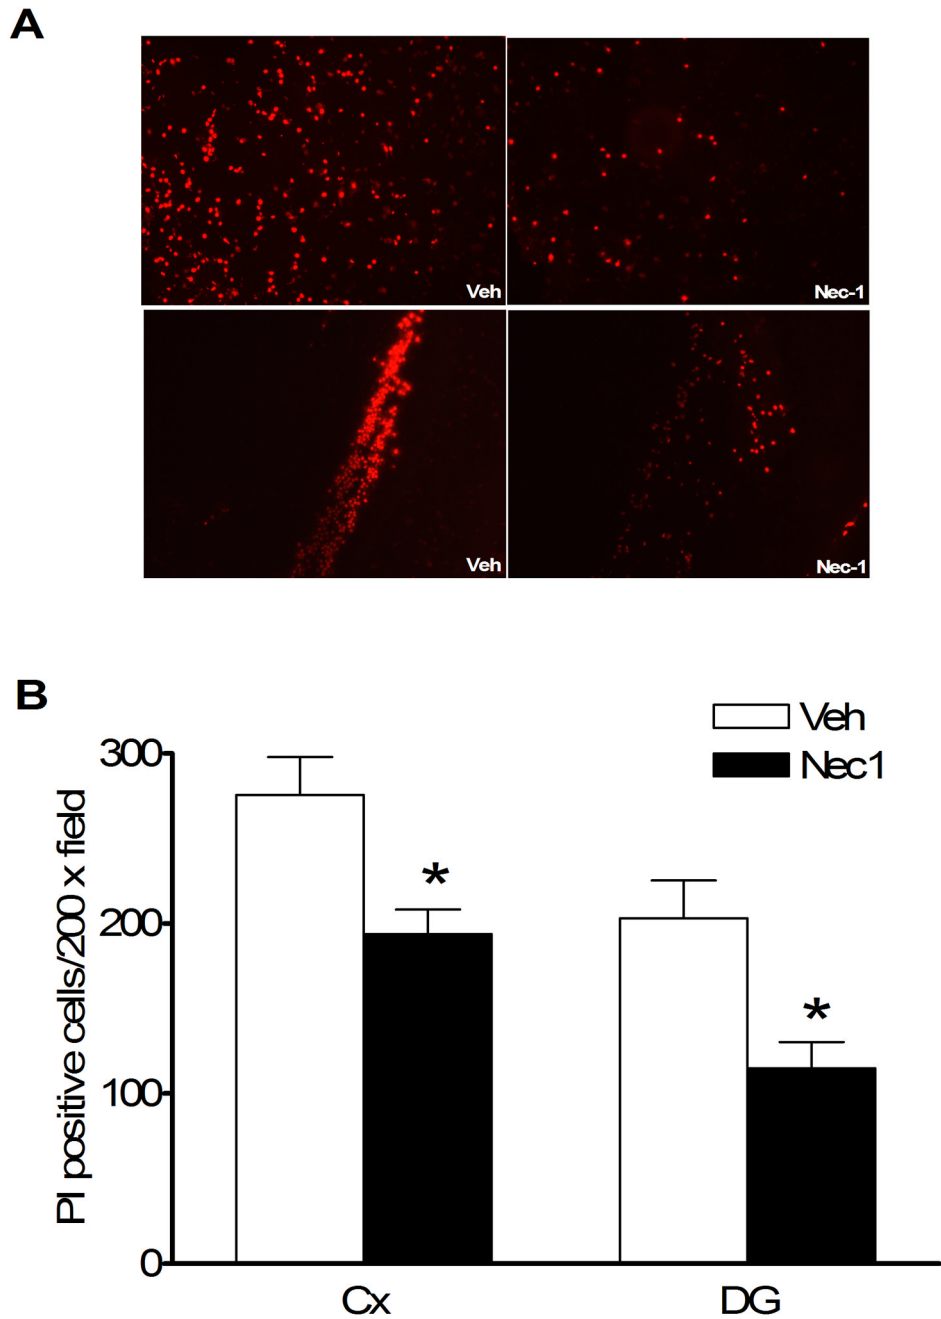 A
Veh
Nec-1
Veh
Nec-1
B
Veh
Nec1
300
200
100
0
PI positive cells/200 x field
*
*
Cx
DG